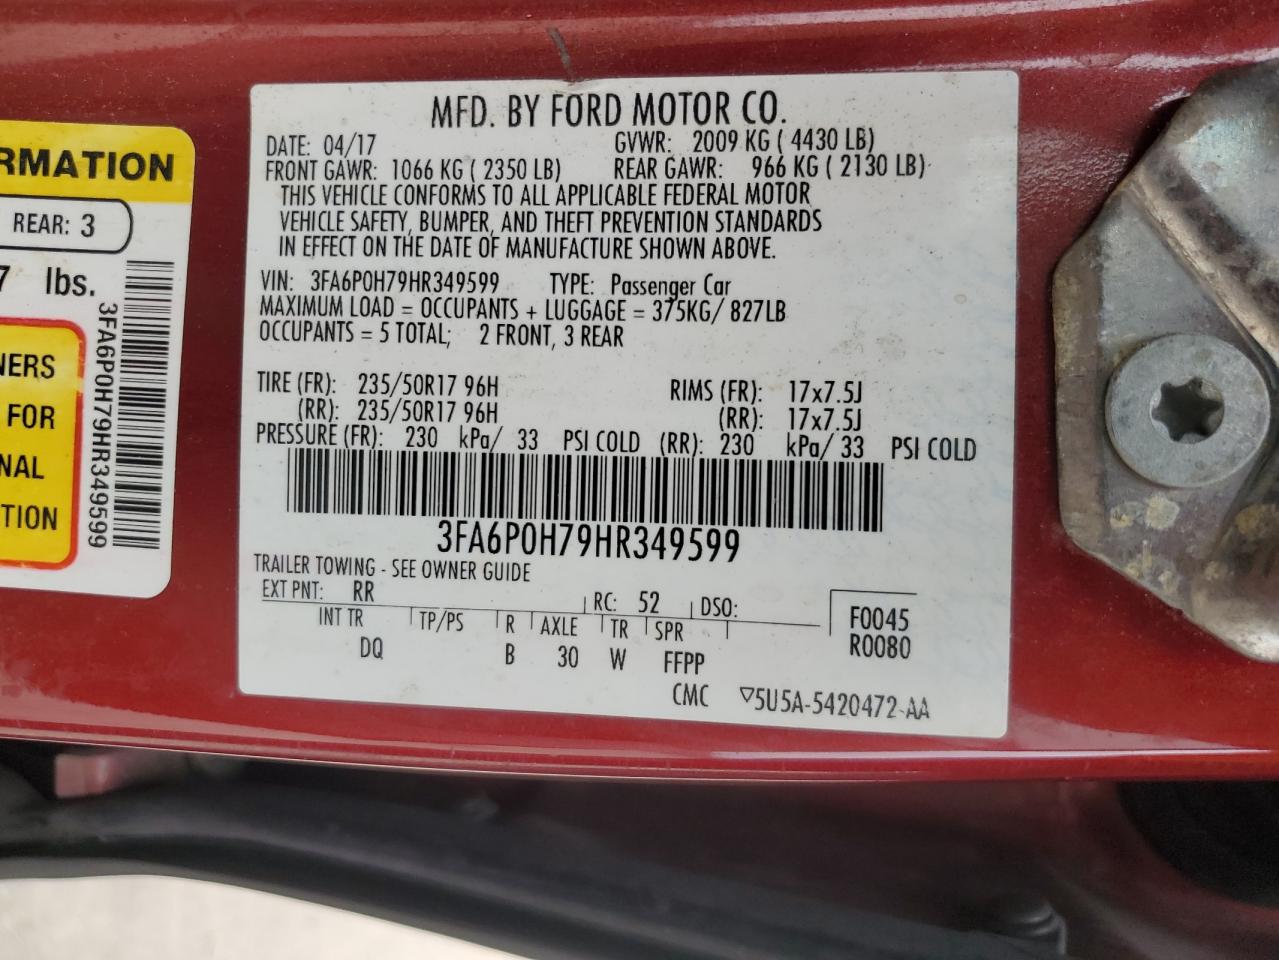 RMATION
REAR: 3
7 lbs.
NERS
FOR
NAL
TION
3FA6P0H79HR349599
MFD. BY FORD MOTOR CO.
DATE: 04/17 GVWR: 2009 KG ( 4430 LB)
FRONT GAWR: 1066 KG ( 2350 LB) REAR GAWR: 966 KG ( 2130 LB)
THIS VEHICLE CONFORMS TO ALL APPLICABLE FEDERAL MOTOR
VEHICLE SAFETY, BUMPER, AND THEFT PREVENTION STANDARDS
IN EFFECT ON THE DATE OF MANUFACTURE SHOWN ABOVE.
VIN: 3FA6P0H79HR349599 TYPE: Passenger Car
MAXIMUM LOAD = OCCUPANTS + LUGGAGE = 375KG/ 827LB
OCCUPANTS = 5 TOTAL; 2 FRONT, 3 REAR
TIRE (FR): 235/50R17 96H RIMS (FR): 17x7.5J
(RR): 235/50R17 96H (RR): 17x7.5J
PRESSURE (FR): 230 kPa/ 33 PSI COLD (RR): 230 kPa/ 33 PSI COLD
3FA6P0H79HR349599
TRAILER TOWING - SEE OWNER GUIDE
EXT PNT: RR RC: 52 DSO:
INT TR TP/PS R AXLE TR SPR F0045
DQ B 30 W FFPP R0080
CMC ▽5U5A-5420472-AA